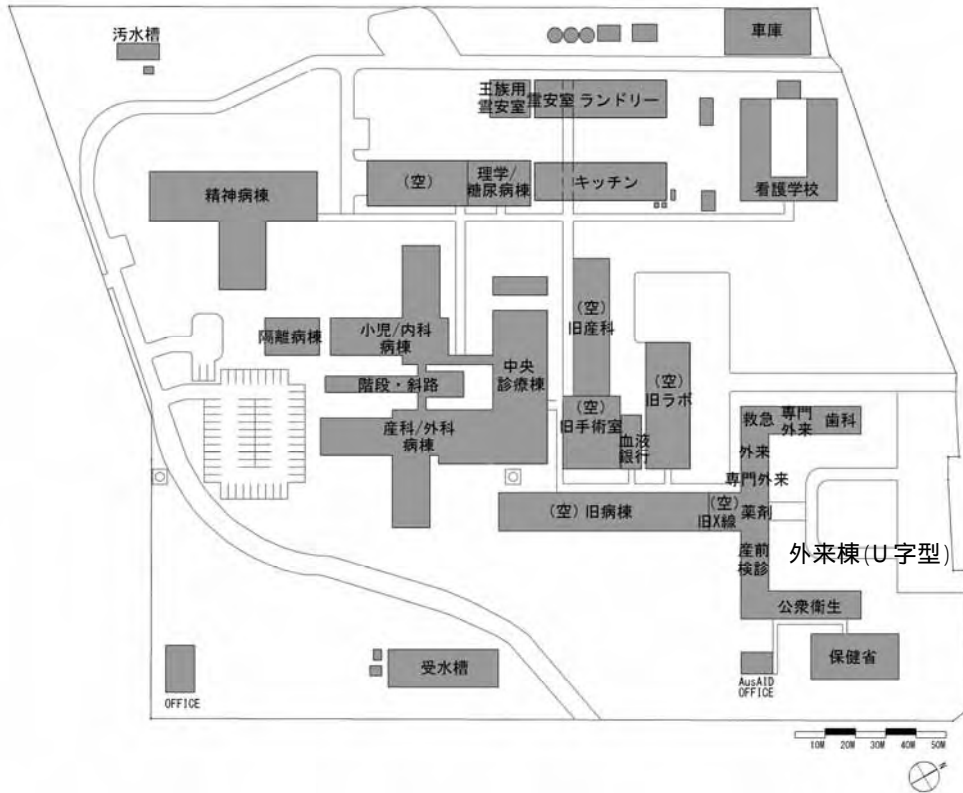 汚水槽
車庫
王族用
霊安室
霊安室 ランドリー
(空)
理学/
糖尿病棟
キッチン
看護学校
精神病棟
(空)
旧産科
隔離病棟
小児/内科
病棟
中央
診療棟
(空)
旧ラボ
階段・斜路
(空)
旧手術室
血液
銀行
産科/外科
病棟
救急
専門
外来
歯科
外来
専門外来
(空) 旧病棟
(空)
旧X線
薬剤
産前
検診
外来棟(U字型)
公衆衛生
保健省
受水槽
OFFICE
AusAID
OFFICE
10M 20M 30M 40M 50M
N